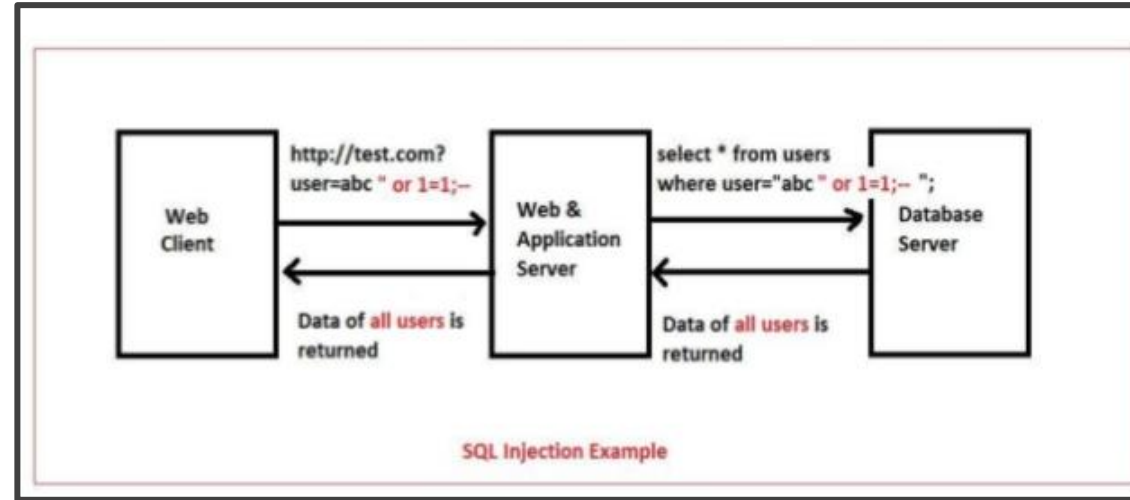 http://test.com?
user=abc " or 1=1;--
select * from users
where user="abc " or 1=1;-- ";
Web
Client
Web &
Application
Server
Database
Server
Data of all users is
returned
Data of all users is
returned
SQL Injection Example